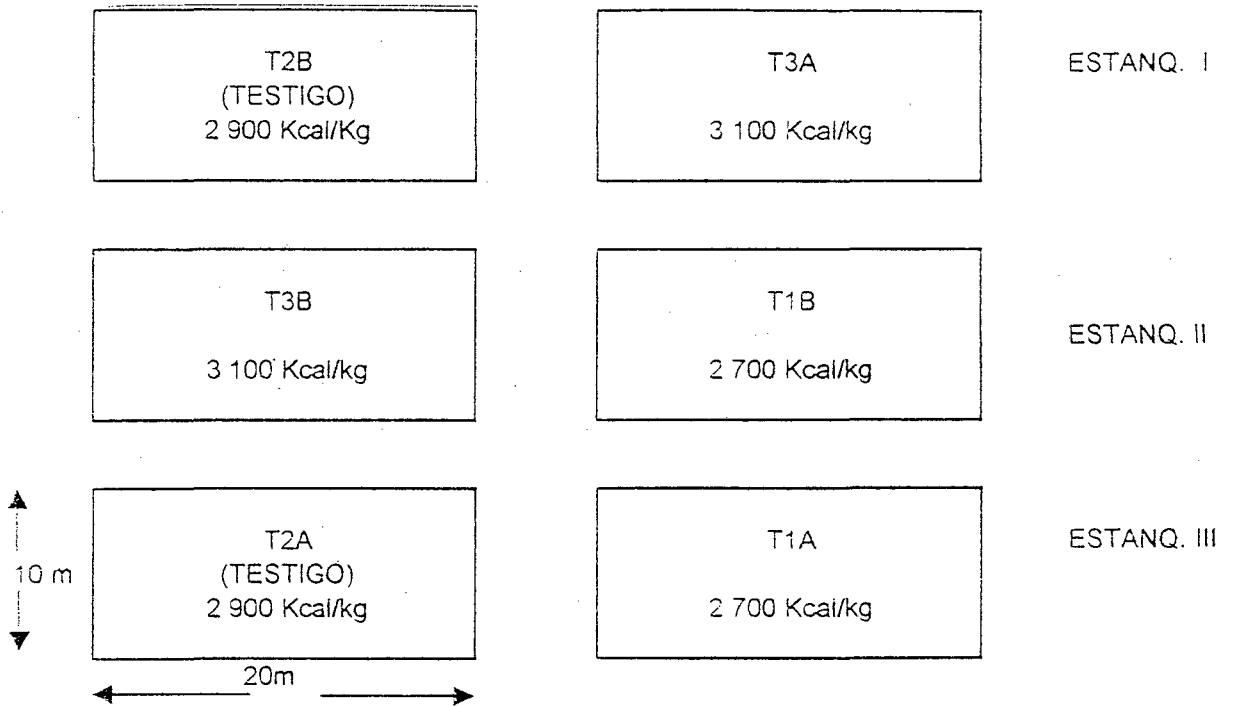 T2B
(TESTIGO)
2 900 Kcal/Kg
T3A
3 100 Kcal/kg
ESTANQ. I
T3B
3 100 Kcal/kg
T1B
2 700 Kcal/kg
ESTANQ. II
T2A
(TESTIGO)
2 900 Kcal/kg
T1A
2 700 Kcal/kg
ESTANQ. III
10 m
20m